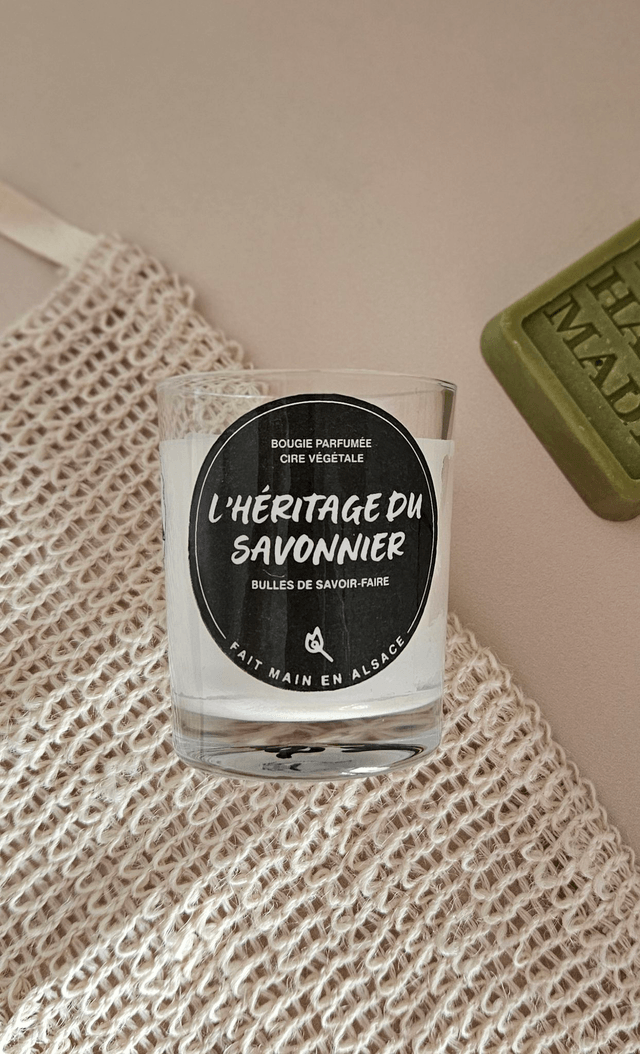 BOUGIE PARFUMÉE
CIRE VÉGÉTALE
L'HÉRITAGE DU
SAVONNIER
BULLES DE SAVOIR-FAIRE
FAIT MAIN EN ALSACE